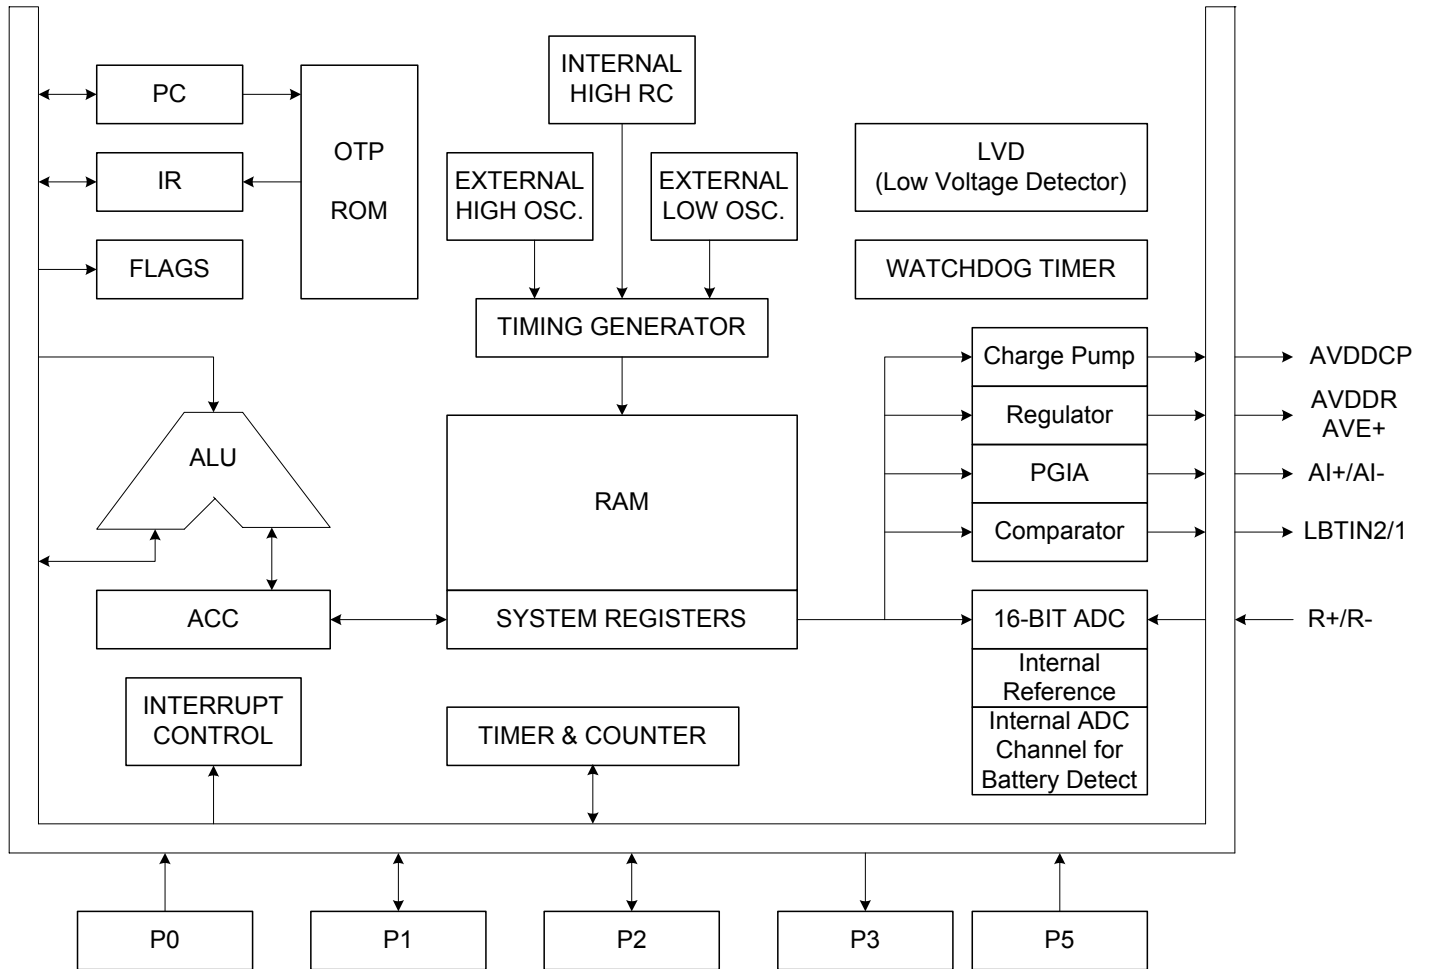 PC
IR
FLAGS
OTP
ROM
INTERNAL
HIGH RC
EXTERNAL
HIGH OSC.
EXTERNAL
LOW OSC.
TIMING GENERATOR
LVD
(Low Voltage Detector)
WATCHDOG TIMER
ALU
ACC
RAM
SYSTEM REGISTERS
Charge Pump
Regulator
PGIA
Comparator
16-BIT ADC
Internal
Reference
Internal ADC
Channel for
Battery Detect
AVDDCP
AVDDR
AVE+
AI+/AI-
LBTIN2/1
R+/R-
INTERRUPT
CONTROL
TIMER & COUNTER
P0
P1
P2
P3
P5